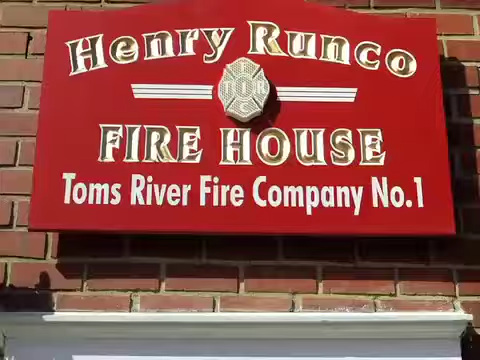 Henry Runco
T
T I R
F
C
FIRE HOUSE
Toms River Fire Company No.1